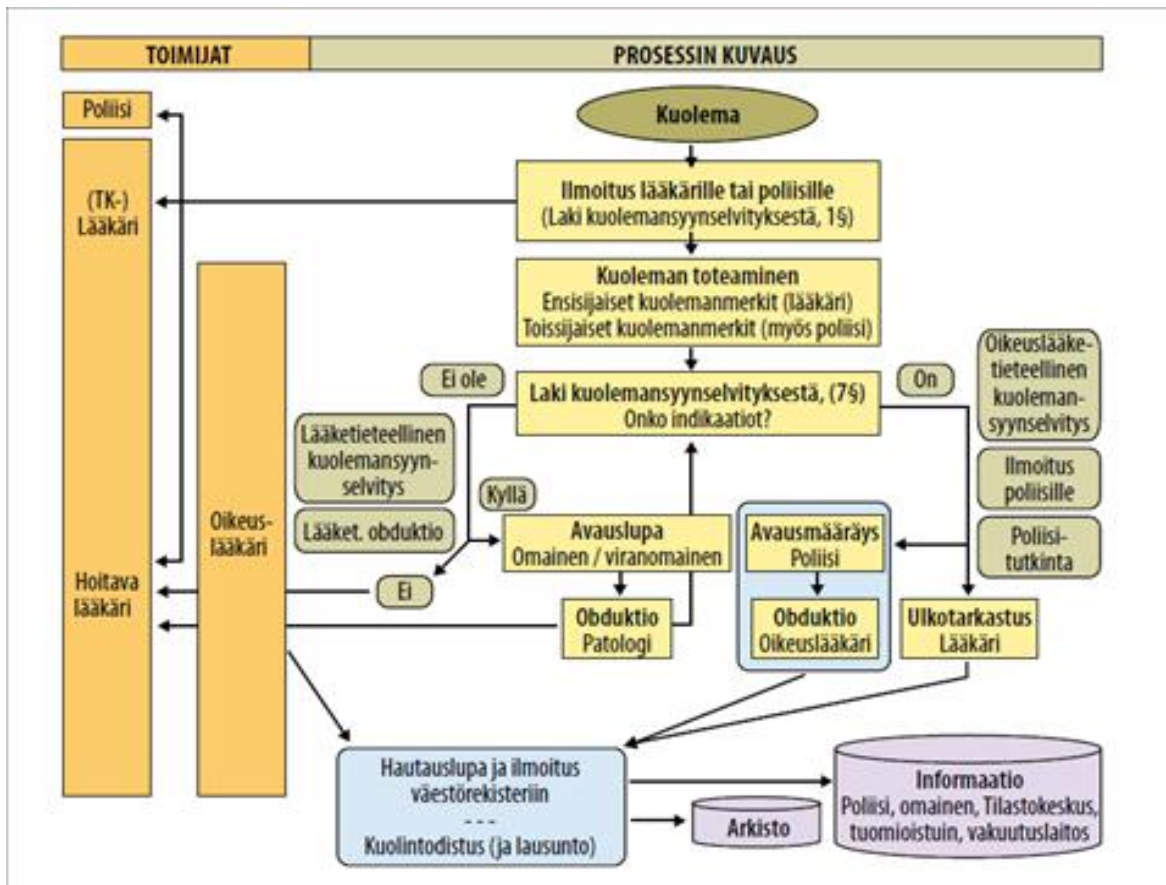 TOIMIJAT
PROSESSIN KUVAUS
Poliisi
Kuolema
(TK-)
Lääkäri
Ilmoitus lääkärille tai poliisille
(Laki kuolemansyynselvityksestä, 1§)
Kuoleman toteaminen
Ensisijaiset kuolemanmerkit (lääkäri)
Toissijaiset kuolemanmerkit (myös poliisi)
Ei ole
Laki kuolemansyynselvityksestä, (7§)
Onko indikaatiot?
On
Oikeuslääke-
tieteellinen
kuoleman-
syynselvitys
Lääketieteellinen
kuolemansyyn-
selvitys
Ilmoitus
poliisille
Kyllä
Oikeus-
lääkäri
Lääket. obduktio
Avauslupa
Omainen / viranomainen
Avausmääräys
Poliisi
Poliisi-
tutkinta
Hoitava
lääkäri
Ei
Obduktio
Patologi
Obduktio
Oikeuslääkäri
Ulkotarkastus
Lääkäri
Hautauslupa ja ilmoitus
väestörekisteriin
- - -
Kuolintodistus (ja lausunto)
Arkisto
Informaatio
Poliisi, omainen, Tilastokeskus,
tuomioistuin, vakuutuslaitos